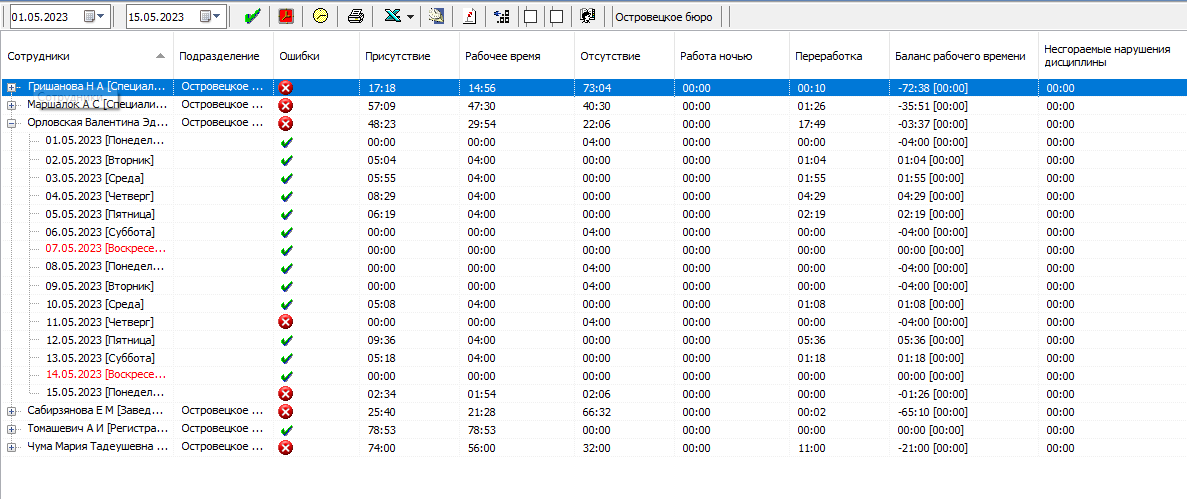 01.05.2023 15.05.2023 Островецкое бюро
Сотрудники Подразделение Ошибки Присутствие Рабочее время Отсутствие Работа ночью Переработка Баланс рабочего времени Несгораемые нарушения дисциплины
Гришанова Н А [Специал... Островецкое ... 17:18 14:56 73:04 00:00 00:10 -72:38 [00:00] 00:00
Сотрудники
Маршалок А С [Специали... Островецкое ... 57:09 47:30 40:30 00:00 01:26 -35:51 [00:00] 00:00
Орловская Валентина Эд... Островецкое ... 48:23 29:54 22:06 00:00 17:49 -03:37 [00:00] 00:00
01.05.2023 [Понедел... 00:00 00:00 04:00 00:00 00:00 -04:00 [00:00] 00:00
02.05.2023 [Вторник] 05:04 04:00 00:00 00:00 01:04 01:04 [00:00] 00:00
03.05.2023 [Среда] 05:55 04:00 00:00 00:00 01:55 01:55 [00:00] 00:00
04.05.2023 [Четверг] 08:29 04:00 00:00 00:00 04:29 04:29 [00:00] 00:00
05.05.2023 [Пятница] 06:19 04:00 00:00 00:00 02:19 02:19 [00:00] 00:00
06.05.2023 [Суббота] 00:00 00:00 04:00 00:00 00:00 -04:00 [00:00] 00:00
07.05.2023 [Воскресе... 00:00 00:00 00:00 00:00 00:00 00:00 [00:00] 00:00
08.05.2023 [Понедел... 00:00 00:00 04:00 00:00 00:00 -04:00 [00:00] 00:00
09.05.2023 [Вторник] 00:00 00:00 04:00 00:00 00:00 -04:00 [00:00] 00:00
10.05.2023 [Среда] 05:08 04:00 00:00 00:00 01:08 01:08 [00:00] 00:00
11.05.2023 [Четверг] 00:00 00:00 04:00 00:00 00:00 -04:00 [00:00] 00:00
12.05.2023 [Пятница] 09:36 04:00 00:00 00:00 05:36 05:36 [00:00] 00:00
13.05.2023 [Суббота] 05:18 04:00 00:00 00:00 01:18 01:18 [00:00] 00:00
14.05.2023 [Воскресе... 00:00 00:00 00:00 00:00 00:00 00:00 [00:00] 00:00
15.05.2023 [Понедел... 02:34 01:54 02:06 00:00 00:00 -01:26 [00:00] 00:00
Сабирзянова Е М [Завед... Островецкое ... 25:40 21:28 66:32 00:00 00:02 -65:10 [00:00] 00:00
Томашевич А И [Регистра... Островецкое ... 78:53 78:53 00:00 00:00 00:00 00:00 [00:00] 00:00
Чума Мария Тадеушевна ... Островецкое ... 74:00 56:00 32:00 00:00 11:00 -21:00 [00:00] 00:00